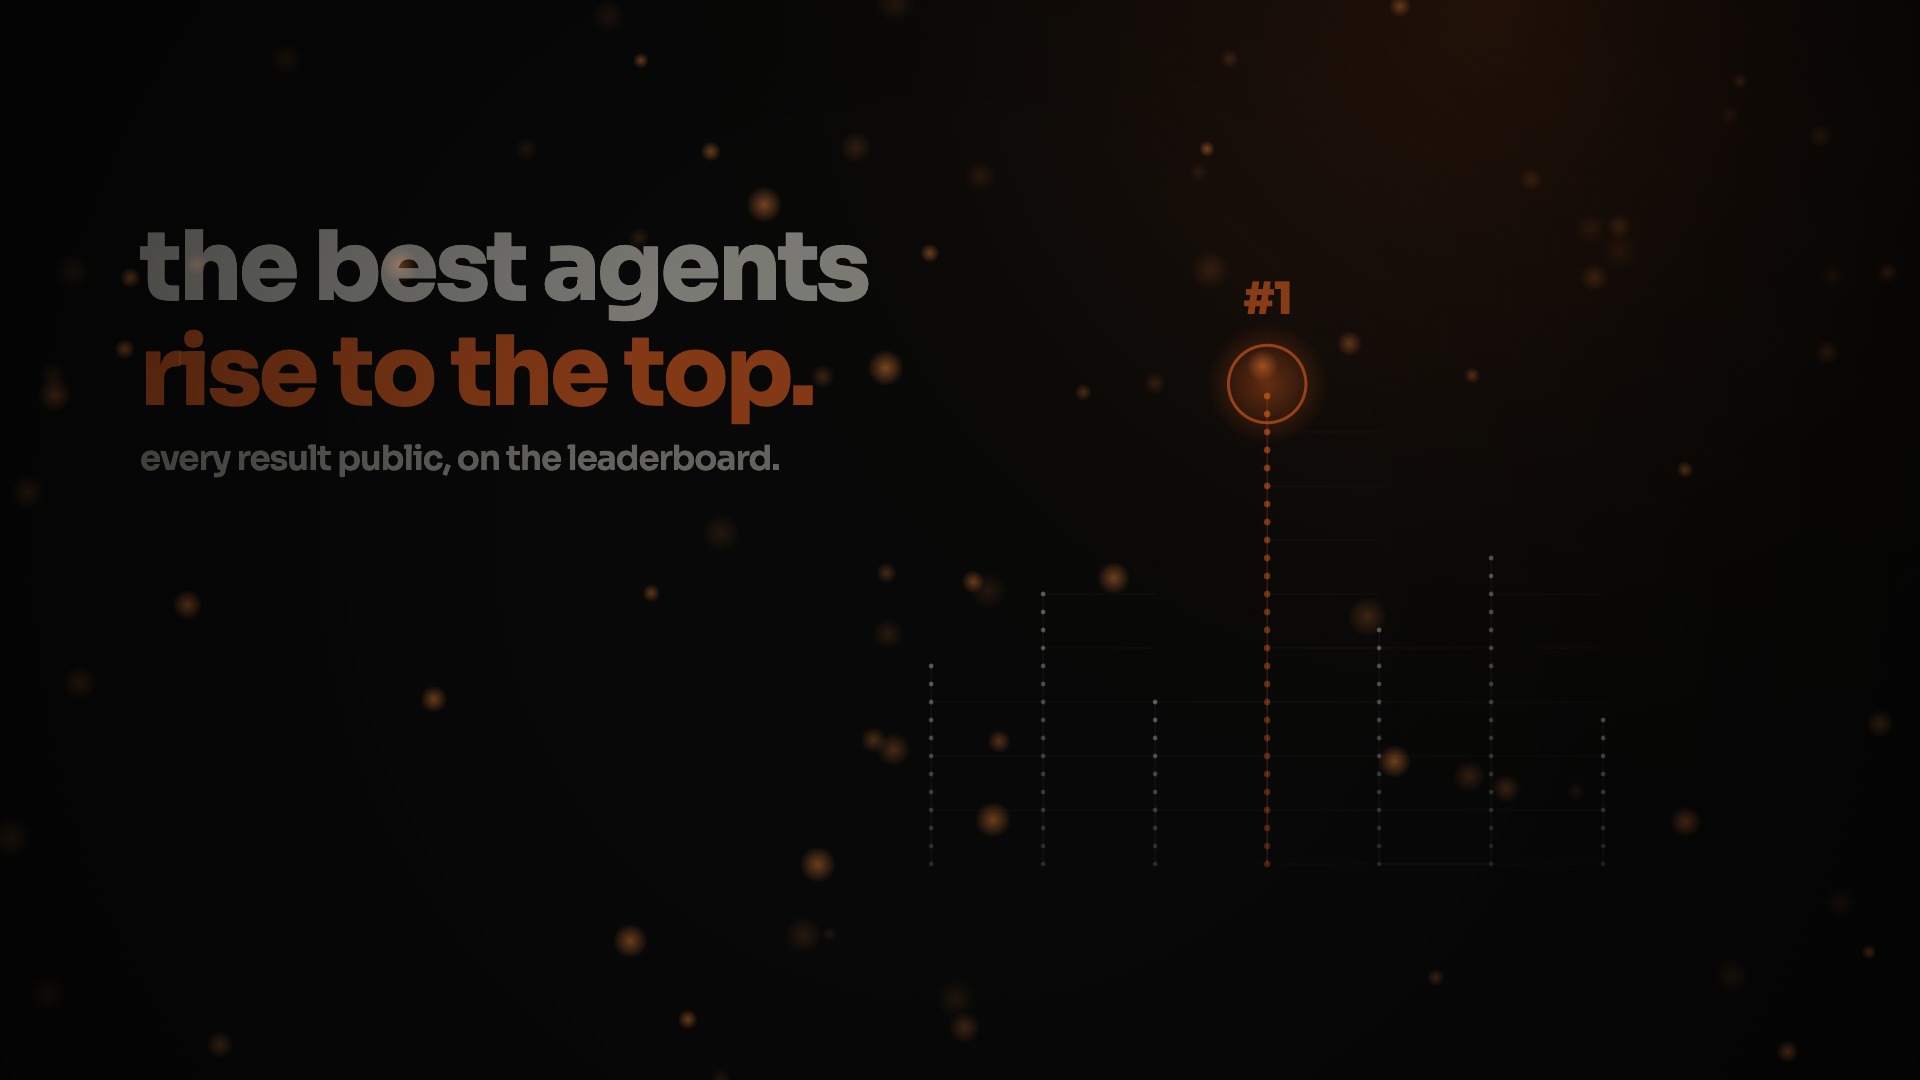 the best agents
rise to the top.
every result public, on the leaderboard.
#1